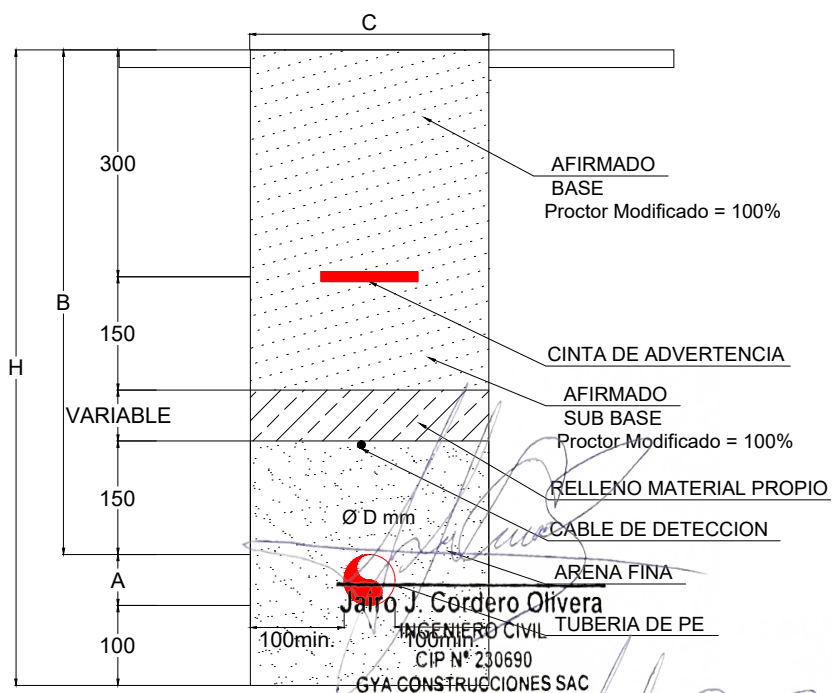 C
300
AFIRMADO
BASE
Proctor Modificado = 100%
B
H
150
CINTA DE ADVERTENCIA
AFIRMADO
SUB BASE
Proctor Modificado = 100%
VARIABLE
RELLENO MATERIAL PROPIO
150
Ø D mm
CABLE DE DETECCION
ARENA FINA
A
Jairo J. Cordero Olivera
TUBERIA DE PE
100min.
100min.
INGENIERO CIVIL
CIP Nº 230690
100
GYA CONSTRUCCIONES SAC